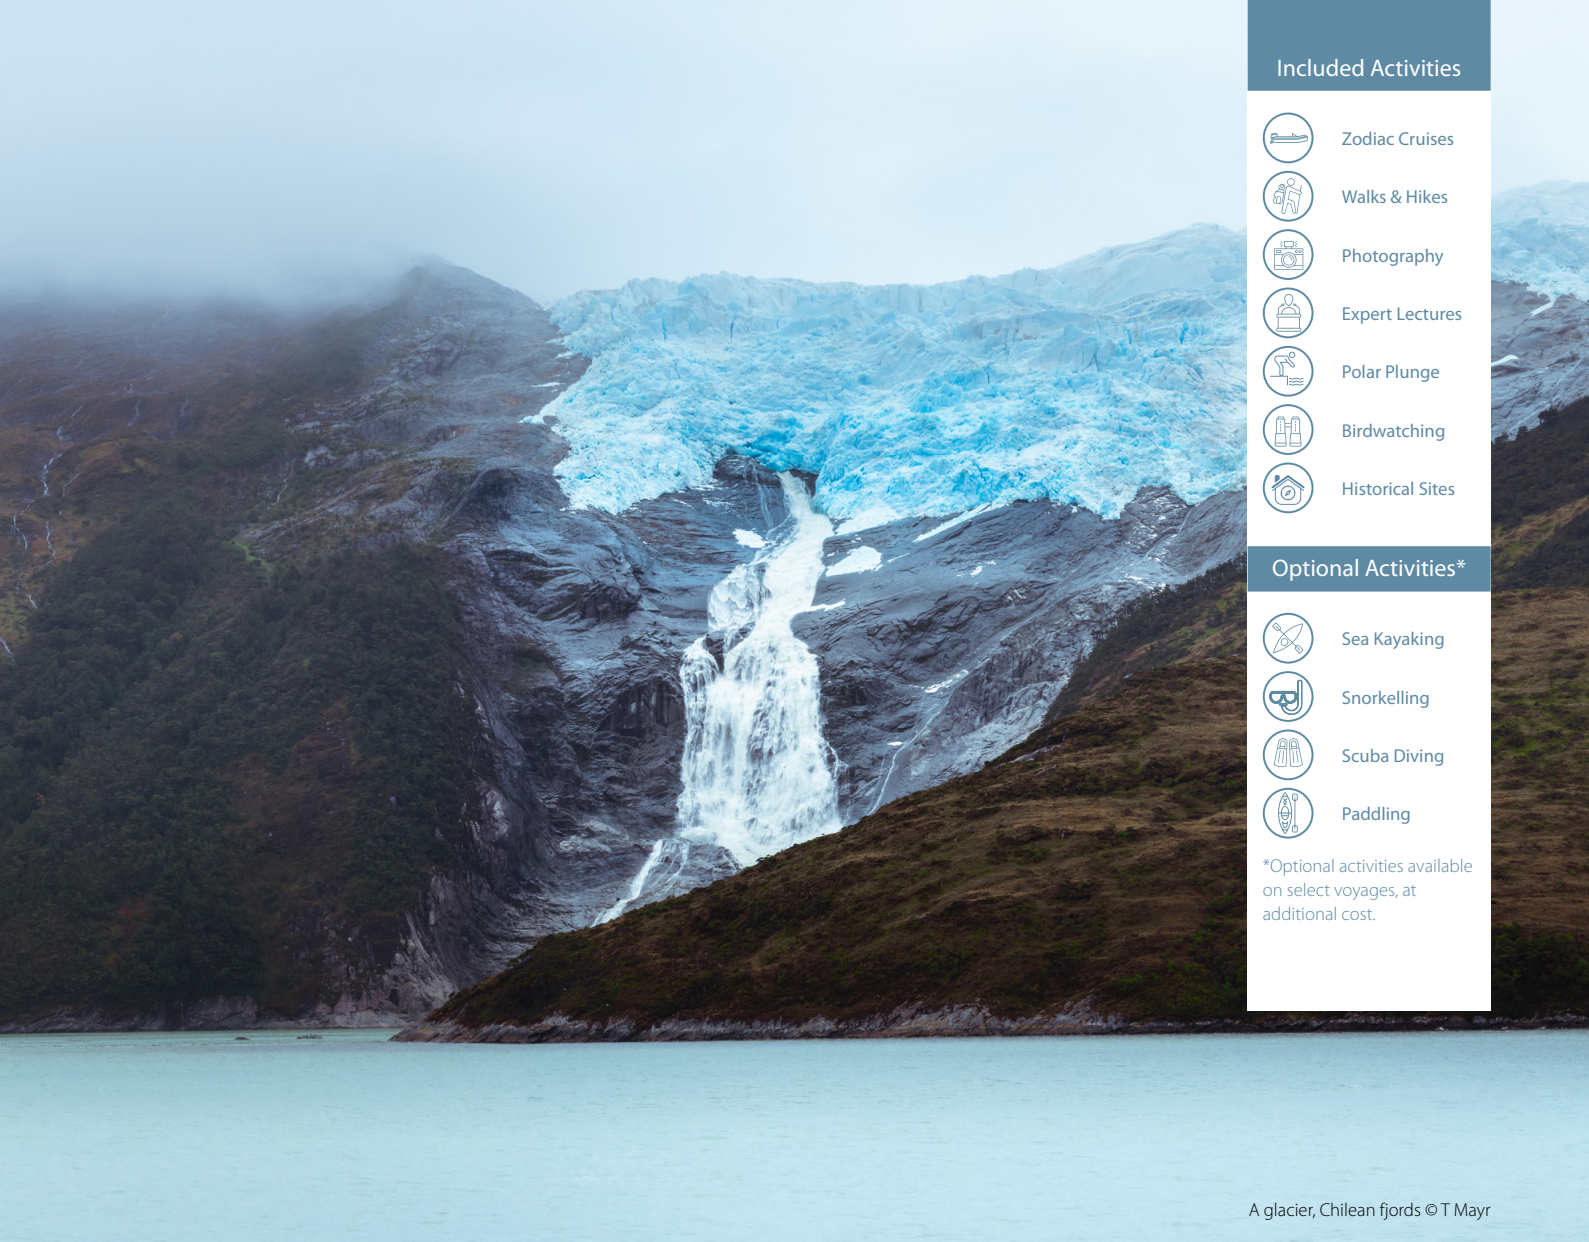 Included Activities
Zodiac Cruises
Walks & Hikes
Photography
Expert Lectures
Polar Plunge
Birdwatching
Historical Sites
Optional Activities*
Sea Kayaking
Snorkelling
Scuba Diving
Paddling
*Optional activities available
on select voyages, at
additional cost.
A glacier, Chilean fjords © T Mayr